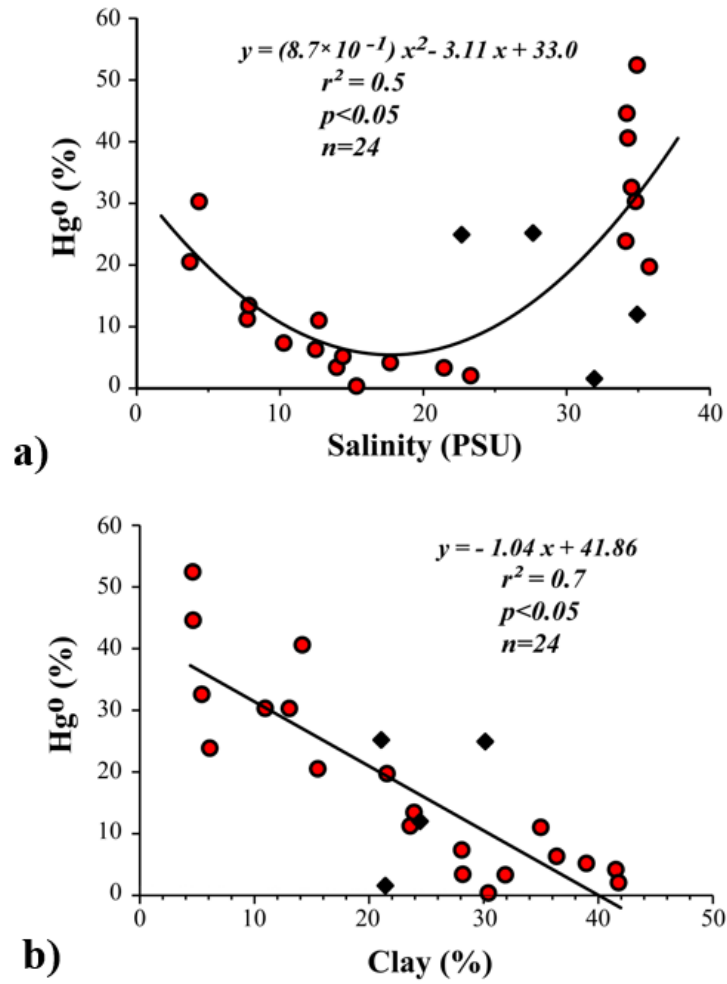 60
50
40
30
20
10
0
Hg⁰ (%)
y = (8.7×10 ⁻¹) x²- 3.11 x + 33.0
r² = 0.5
p<0.05
n=24
0 10 20 30 40
Salinity (PSU)
a)
60
50
40
30
20
10
0
Hg⁰ (%)
y = - 1.04 x + 41.86
r² = 0.7
p<0.05
n=24
0 10 20 30 40 50
Clay (%)
b)